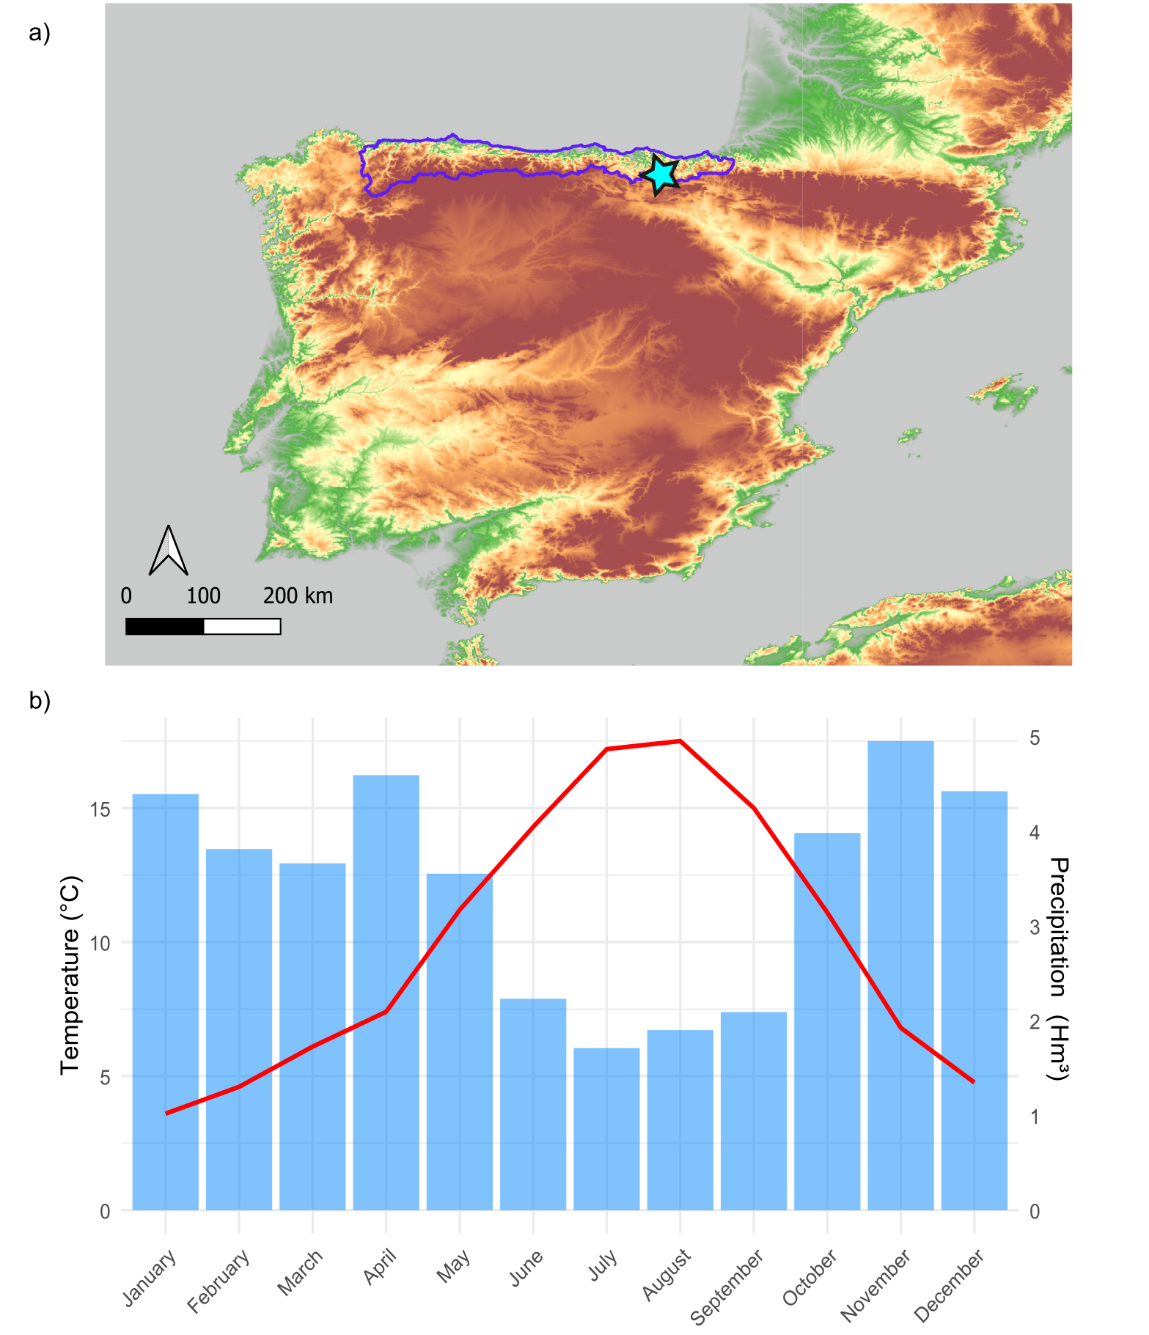 a)
0 100 200 km
b)
Temperature (°C)
15
10
5
0
5
4
3
2
1
0
Precipitation (Hm³)
January
February
March
April
May
June
July
August
September
October
November
December